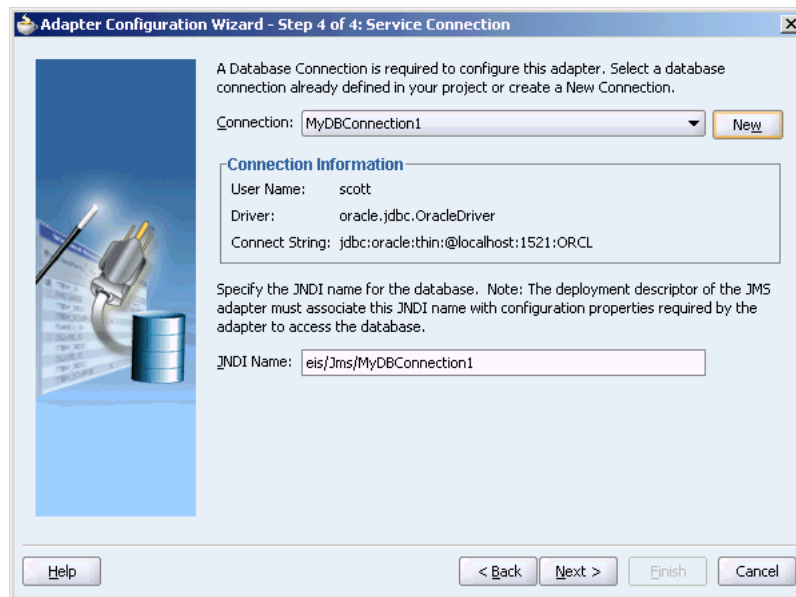 Adapter Configuration Wizard - Step 4 of 4: Service Connection
A Database Connection is required to configure this adapter. Select a database
connection already defined in your project or create a New Connection.
Connection: MyDBConnection1 New
Connection Information
User Name: scott
Driver: oracle.jdbc.OracleDriver
Connect String: jdbc:oracle:thin:@localhost:1521:ORCL
Specify the JNDI name for the database. Note: The deployment descriptor of the JMS
adapter must associate this JNDI name with configuration properties required by the
adapter to access the database.
JNDI Name: eis/Jms/MyDBConnection1
Help < Back Next > Finish Cancel